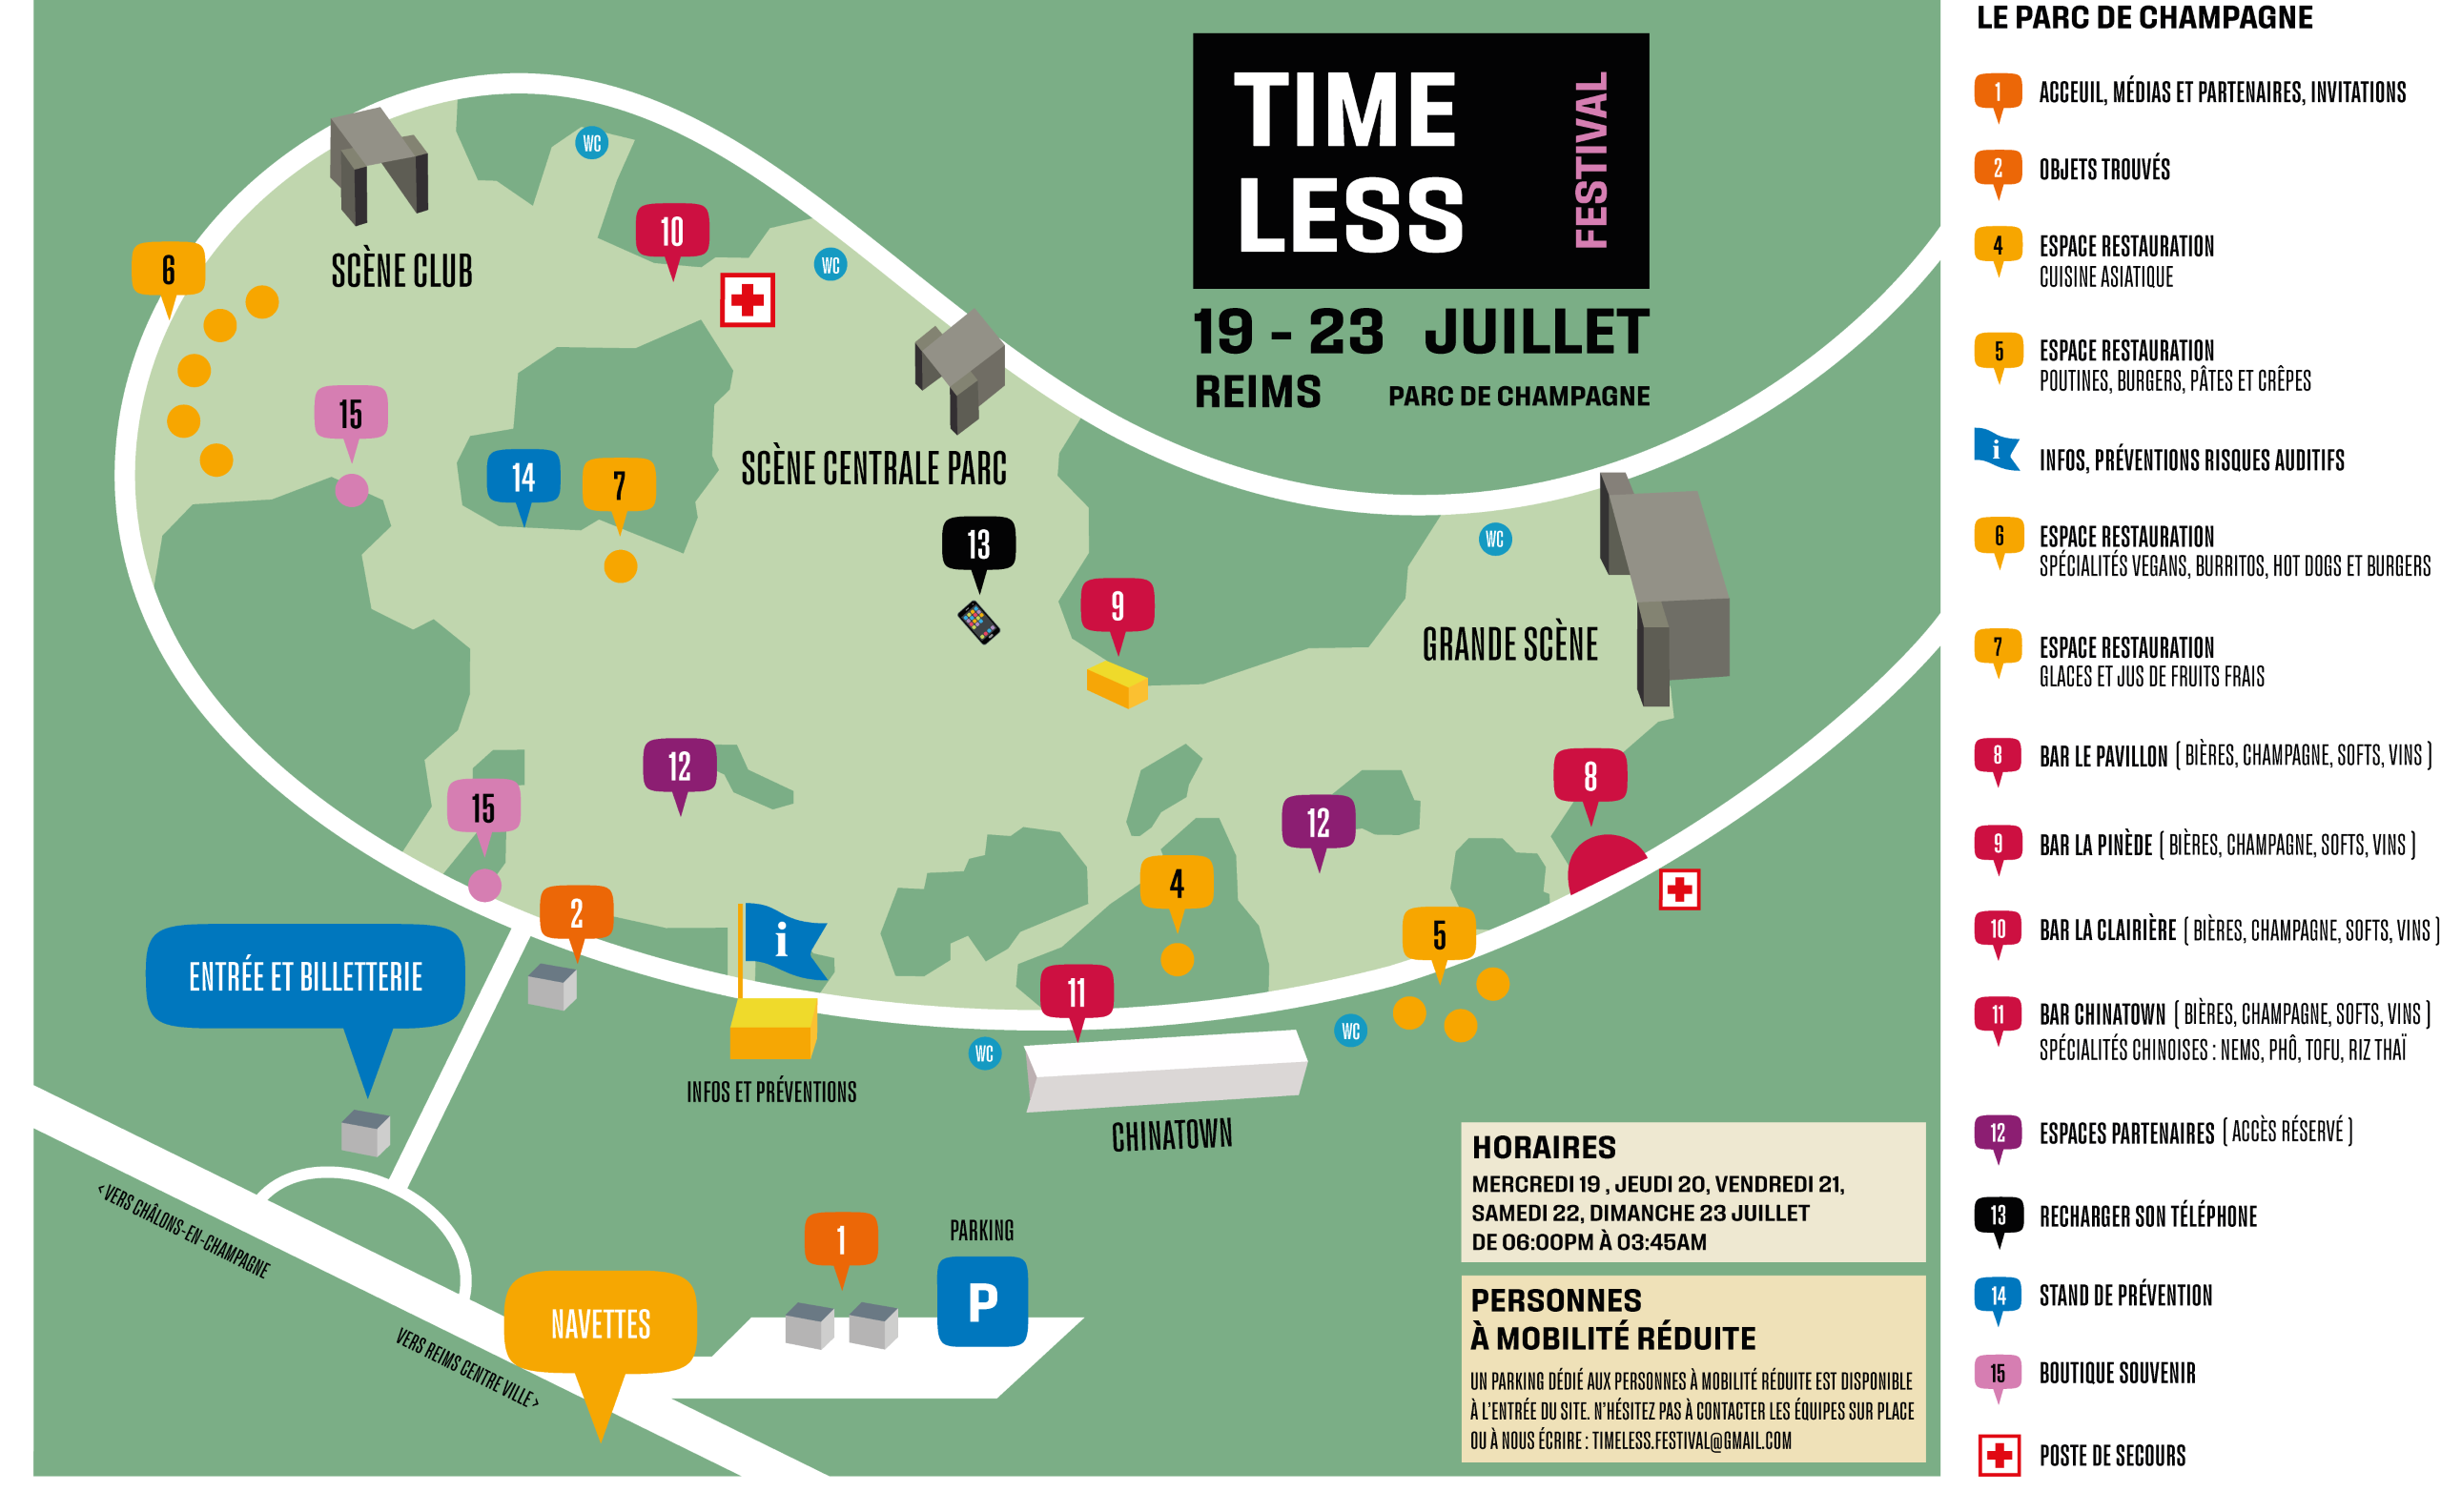 TIME
LESS
FESTIVAL
19 - 23 JUILLET
REIMS PARC DE CHAMPAGNE
WC
10
SCÈNE CLUB
6
WC
15
14
7
SCÈNE CENTRALE PARC
13
9
WC
GRANDE SCÈNE
12
15
8
12
4
2
5
i
ENTRÉE ET BILLETTERIE
11
WC
WC
INFOS ET PRÉVENTIONS
CHINATOWN
< VERS CHÂLONS-EN-CHAMPAGNE
VERS REIMS CENTRE VILLE >
NAVETTES
1
PARKING
P
HORAIRES
MERCREDI 19 , JEUDI 20, VENDREDI 21,
SAMEDI 22, DIMANCHE 23 JUILLET
DE 06:00PM À 03:45AM
PERSONNES
À MOBILITÉ RÉDUITE
UN PARKING DÉDIÉ AUX PERSONNES À MOBILITÉ RÉDUITE EST DISPONIBLE
À L'ENTRÉE DU SITE. N'HÉSITEZ PAS À CONTACTER LES ÉQUIPES SUR PLACE
OU À NOUS ÉCRIRE : TIMELESS.FESTIVAL@GMAIL.COM
LE PARC DE CHAMPAGNE
1 ACCEUIL, MÉDIAS ET PARTENAIRES, INVITATIONS
2 OBJETS TROUVÉS
4 ESPACE RESTAURATION
CUISINE ASIATIQUE
5 ESPACE RESTAURATION
POUTINES, BURGERS, PÂTES ET CRÊPES
i INFOS, PRÉVENTIONS RISQUES AUDITIFS
6 ESPACE RESTAURATION
SPÉCIALITÉS VEGANS, BURRITOS, HOT DOGS ET BURGERS
7 ESPACE RESTAURATION
GLACES ET JUS DE FRUITS FRAIS
8 BAR LE PAVILLON ( BIÈRES, CHAMPAGNE, SOFTS, VINS )
9 BAR LA PINÈDE ( BIÈRES, CHAMPAGNE, SOFTS, VINS )
10 BAR LA CLAIRIÈRE ( BIÈRES, CHAMPAGNE, SOFTS, VINS )
11 BAR CHINATOWN ( BIÈRES, CHAMPAGNE, SOFTS, VINS )
SPÉCIALITÉS CHINOISES : NEMS, PHÔ, TOFU, RIZ THAÏ
12 ESPACES PARTENAIRES ( ACCÈS RÉSERVÉ )
13 RECHARGER SON TÉLÉPHONE
14 STAND DE PRÉVENTION
15 BOUTIQUE SOUVENIR
POSTE DE SECOURS